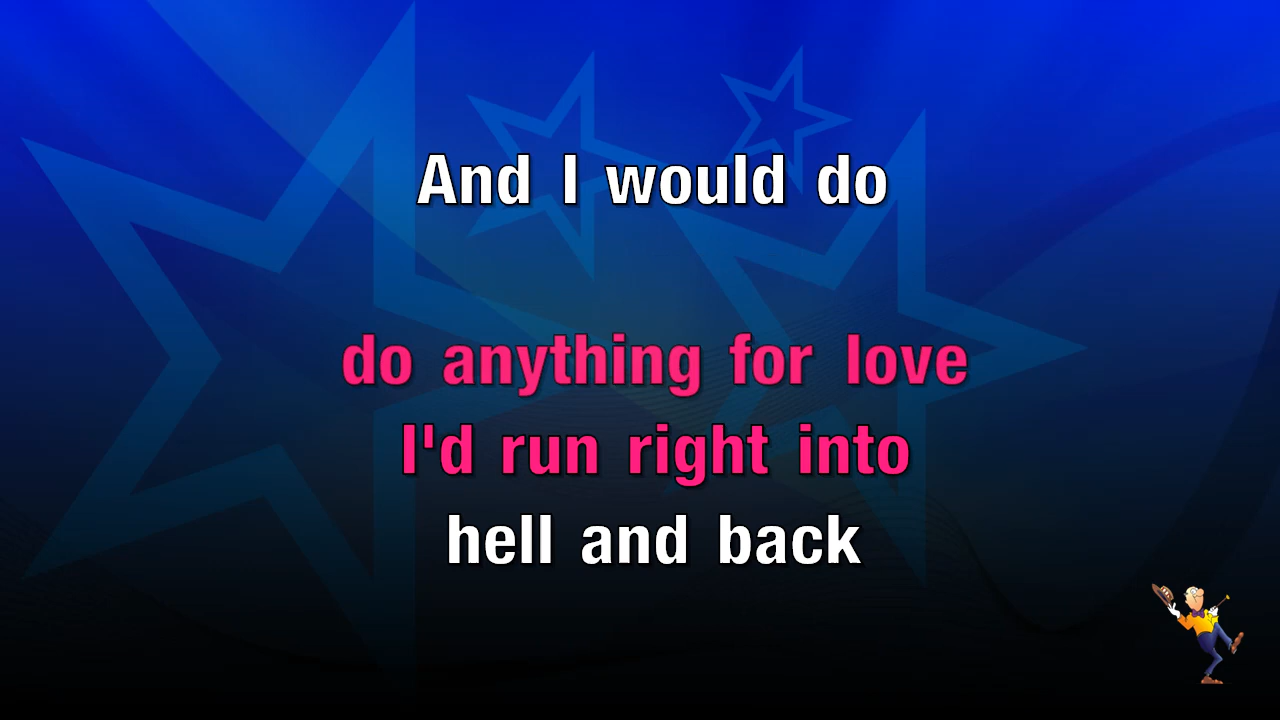 And I would do
do anything for love
I'd run right into
hell and back